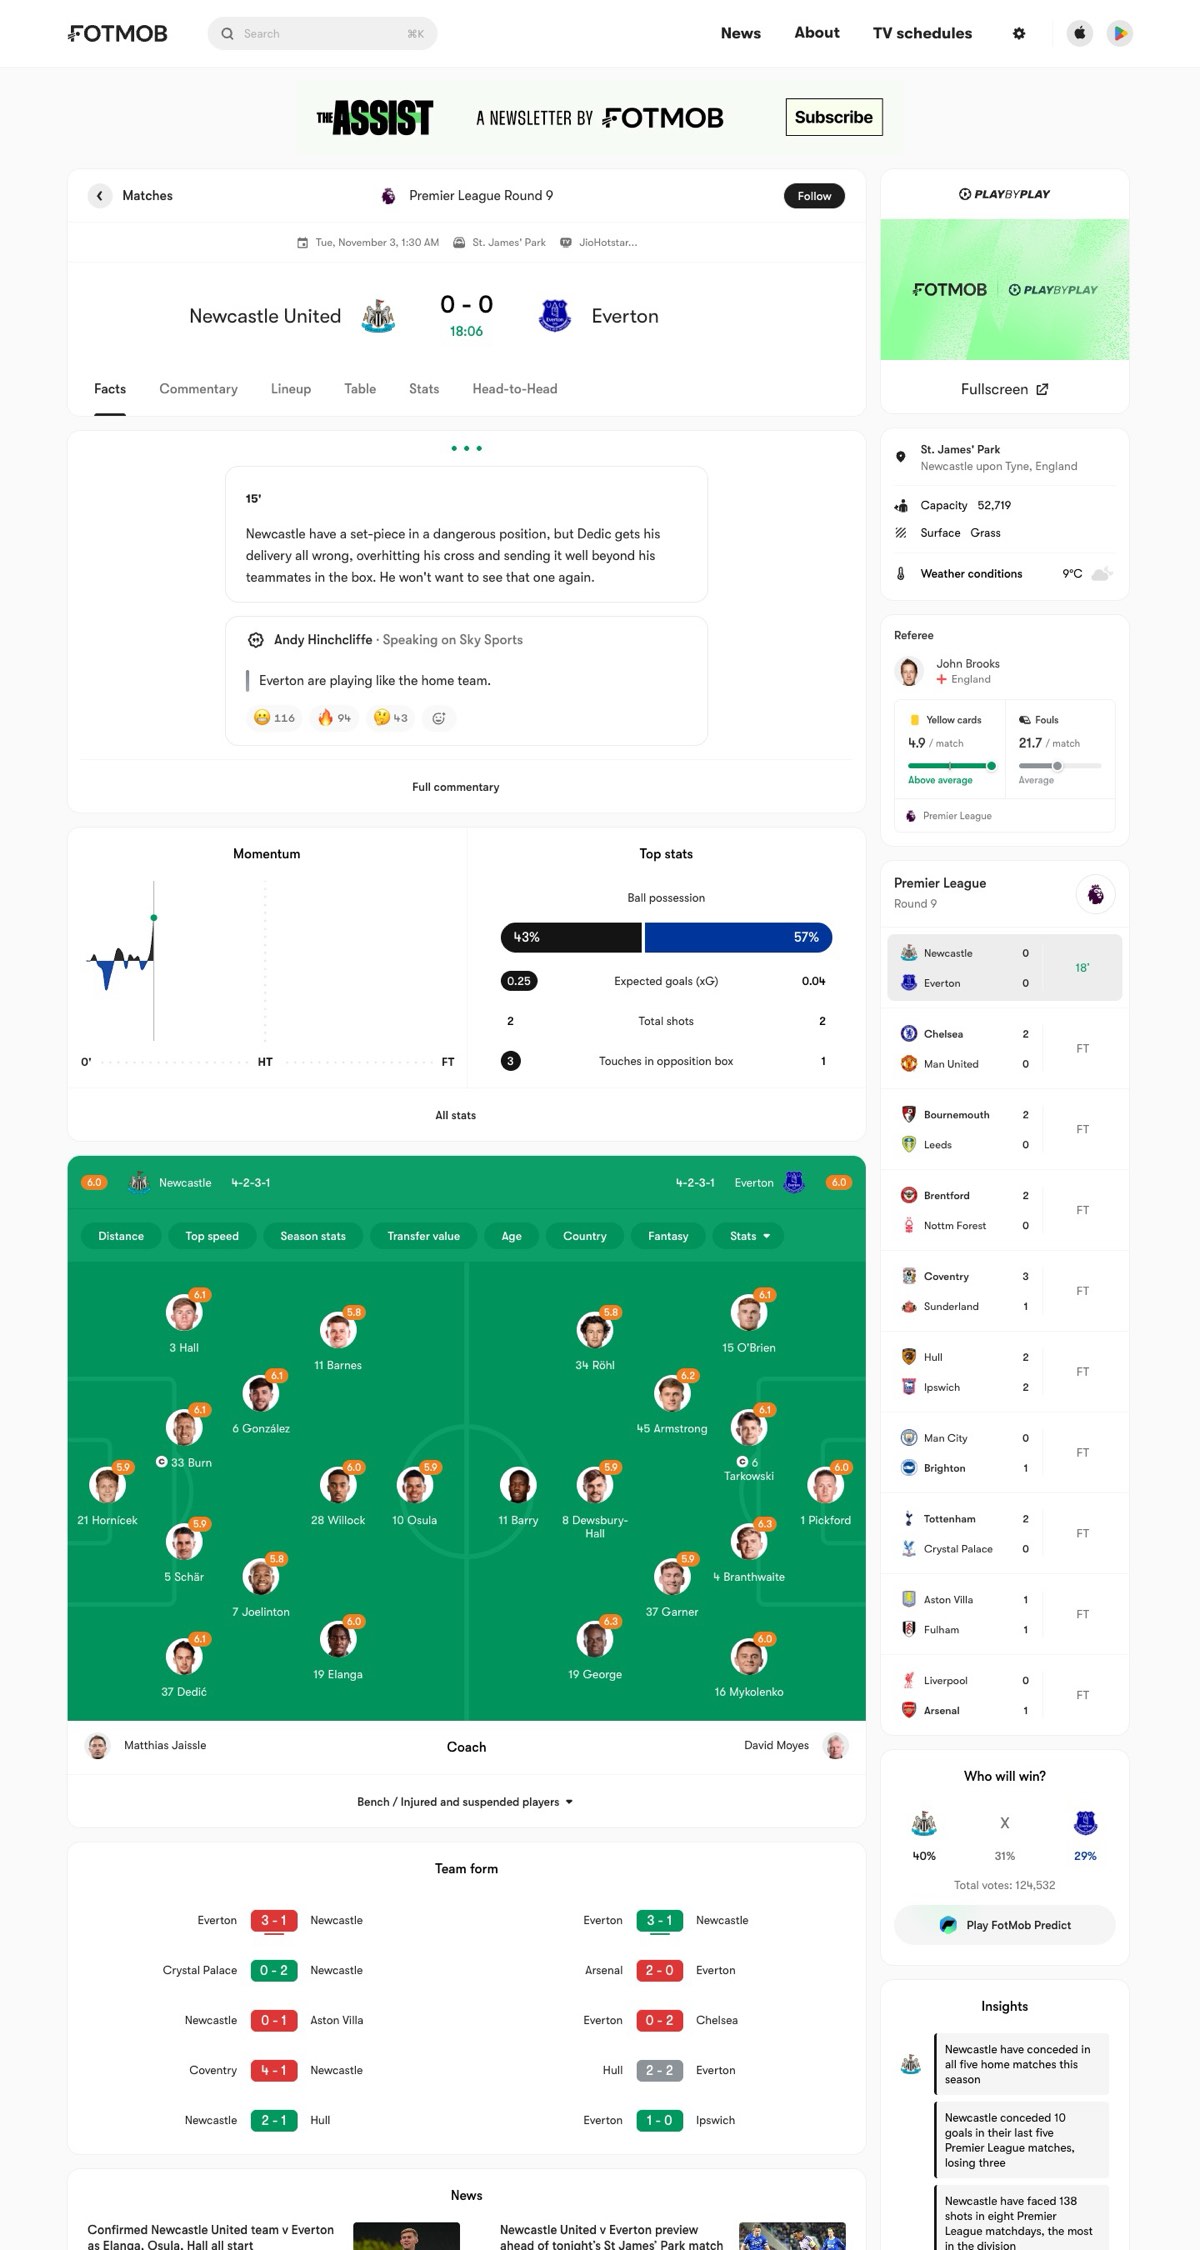 FOTMOB
Search ⌘K
News About TV schedules
THE ASSIST A NEWSLETTER BY FOTMOB Subscribe
Matches Premier League Round 9 Follow
Tue, November 3, 1:30 AM St. James' Park JioHotstar...
Newcastle United 0 - 0 Everton
18:06
Facts Commentary Lineup Table Stats Head-to-Head
15'
Newcastle have a set-piece in a dangerous position, but Dedic gets his
delivery all wrong, overhitting his cross and sending it well beyond his
teammates in the box. He won't want to see that one again.
Andy Hinchcliffe · Speaking on Sky Sports
Everton are playing like the home team.
116 94 43
Full commentary
Momentum
0' HT FT
Top stats
Ball possession
43% 57%
0.25 Expected goals (xG) 0.04
2 Total shots 2
3 Touches in opposition box 1
All stats
6.0 Newcastle 4-2-3-1 4-2-3-1 Everton 6.0
Distance Top speed Season stats Transfer value Age Country Fantasy Stats
6.1
3 Hall
5.8
11 Barnes
6.1
6 González
6.1
C 33 Burn
5.9
21 Hornicek
6.0
28 Willock
5.9
10 Osula
5.9
5 Schär
5.8
7 Joelinton
6.0
19 Elanga
6.1
37 Dedić
5.8
34 Röhl
6.1
15 O'Brien
6.2
45 Armstrong
6.1
C 6
Tarkowski
11 Barry
5.9
8 Dewsbury-
Hall
6.0
1 Pickford
6.3
4 Branthwaite
5.9
37 Garner
6.3
19 George
6.0
16 Mykolenko
Matthias Jaissle Coach David Moyes
Bench / Injured and suspended players
Team form
Everton 3 - 1 Newcastle
Crystal Palace 0 - 2 Newcastle
Newcastle 0 - 1 Aston Villa
Coventry 4 - 1 Newcastle
Newcastle 2 - 1 Hull
Everton 3 - 1 Newcastle
Arsenal 2 - 0 Everton
Everton 0 - 2 Chelsea
Hull 2 - 2 Everton
Everton 1 - 0 Ipswich
News
Confirmed Newcastle United team v Everton
as Elanga, Osula, Hall all start
Newcastle United v Everton preview
ahead of tonight's St James' Park match
PLAYBYPLAY
FOTMOB PLAYBYPLAY
Fullscreen
St. James' Park
Newcastle upon Tyne, England
Capacity 52,719
Surface Grass
Weather conditions 9°C
Referee
John Brooks
England
Yellow cards
4.9 / match
Above average
Fouls
21.7 / match
Average
Premier League
Premier League
Round 9
Newcastle 0
Everton 0
18'
Chelsea 2
Man United 0
FT
Bournemouth 2
Leeds 0
FT
Brentford 2
Nottm Forest 0
FT
Coventry 3
Sunderland 1
FT
Hull 2
Ipswich 2
FT
Man City 0
Brighton 1
FT
Tottenham 2
Crystal Palace 0
FT
Aston Villa 1
Fulham 1
FT
Liverpool 0
Arsenal 1
FT
Who will win?
X
40% 31% 29%
Total votes: 124,532
Play FotMob Predict
Insights
Newcastle have conceded in
all five home matches this
season
Newcastle conceded 10
goals in their last five
Premier League matches,
losing three
Newcastle have faced 138
shots in eight Premier
League matchdays, the most
in the division